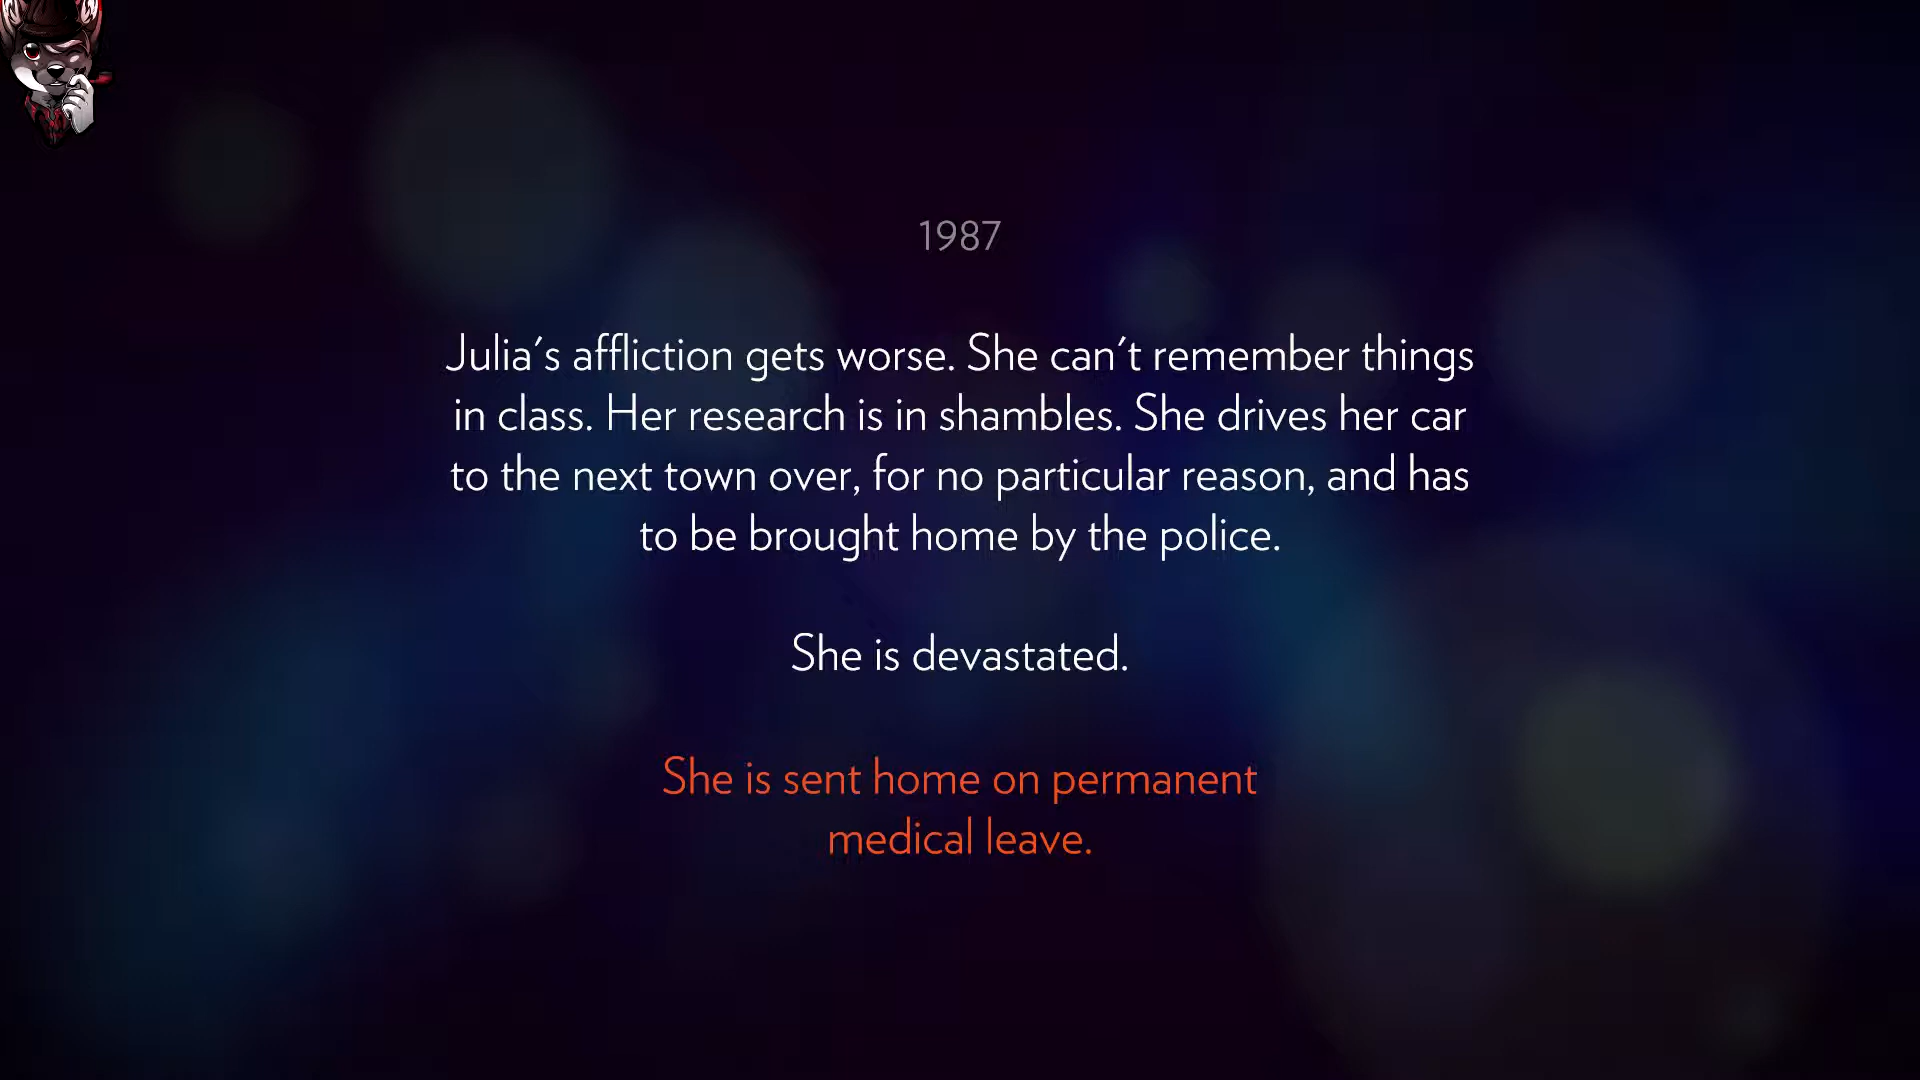 1987
Julia's affliction gets worse. She can't remember things
in class. Her research is in shambles. She drives her car
to the next town over, for no particular reason, and has
to be brought home by the police.
She is devastated.
She is sent home on permanent
medical leave.